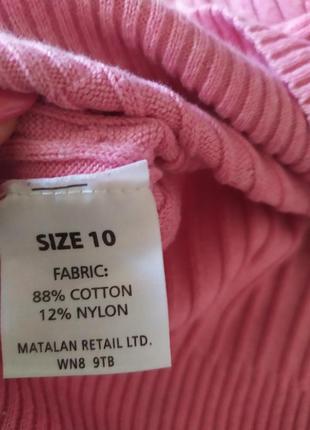 SIZE 10
FABRIC:
88% COTTON
12% NYLON
MATALAN RETAIL LTD.
WN8 9TB